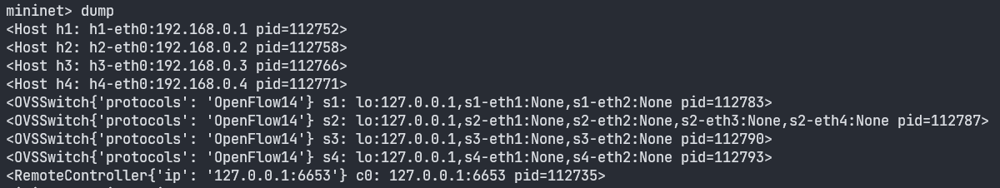 mininet> dump
<Host h1: h1-eth0:192.168.0.1 pid=112752>
<Host h2: h2-eth0:192.168.0.2 pid=112758>
<Host h3: h3-eth0:192.168.0.3 pid=112766>
<Host h4: h4-eth0:192.168.0.4 pid=112771>
<OVSSwitch{'protocols': 'OpenFlow14'} s1: lo:127.0.0.1,s1-eth1:None,s1-eth2:None pid=112783>
<OVSSwitch{'protocols': 'OpenFlow14'} s2: lo:127.0.0.1,s2-eth1:None,s2-eth2:None,s2-eth3:None,s2-eth4:None pid=112787>
<OVSSwitch{'protocols': 'OpenFlow14'} s3: lo:127.0.0.1,s3-eth1:None,s3-eth2:None pid=112790>
<OVSSwitch{'protocols': 'OpenFlow14'} s4: lo:127.0.0.1,s4-eth1:None,s4-eth2:None pid=112793>
<RemoteController{'ip': '127.0.0.1:6653'} c0: 127.0.0.1:6653 pid=112735>